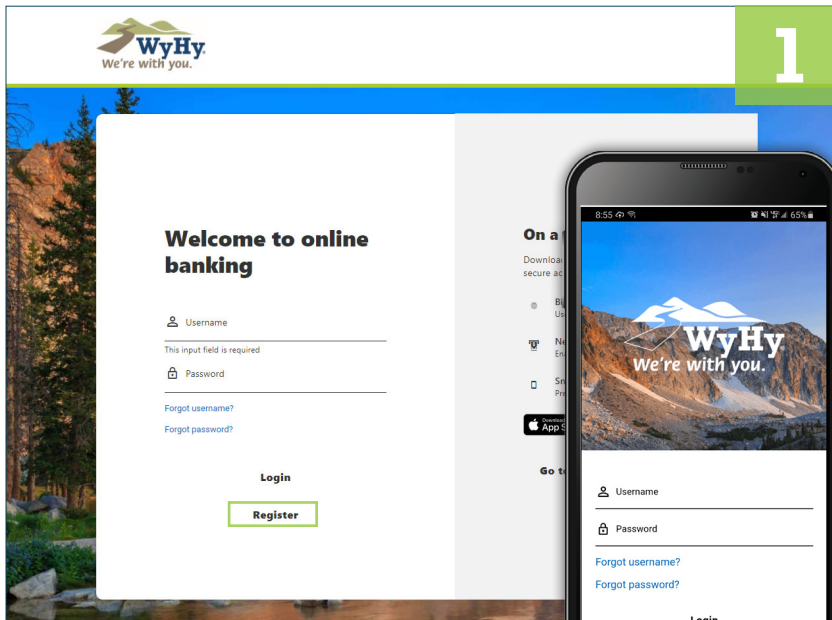 WyHy
We're with you.
1
Welcome to online
banking
Username
This input field is required
Password
Forgot username?
Forgot password?
Login
Register
On a
secure
App
Go
8:55
65%
WyHy
We're with you.
Username
Password
Forgot username?
Forgot password?
Login